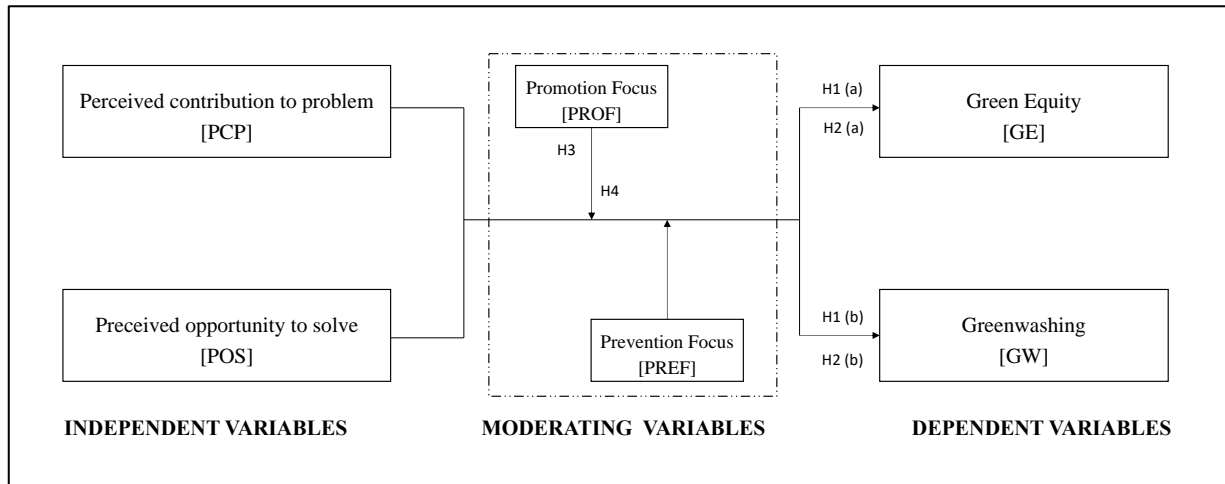 Perceived contribution to problem
[PCP]
Preceived opportunity to solve
[POS]
INDEPENDENT VARIABLES
Promotion Focus
[PROF]
H3
H4
Prevention Focus
[PREF]
MODERATING VARIABLES
H1 (a)
H2 (a)
Green Equity
[GE]
H1 (b)
H2 (b)
Greenwashing
[GW]
DEPENDENT VARIABLES